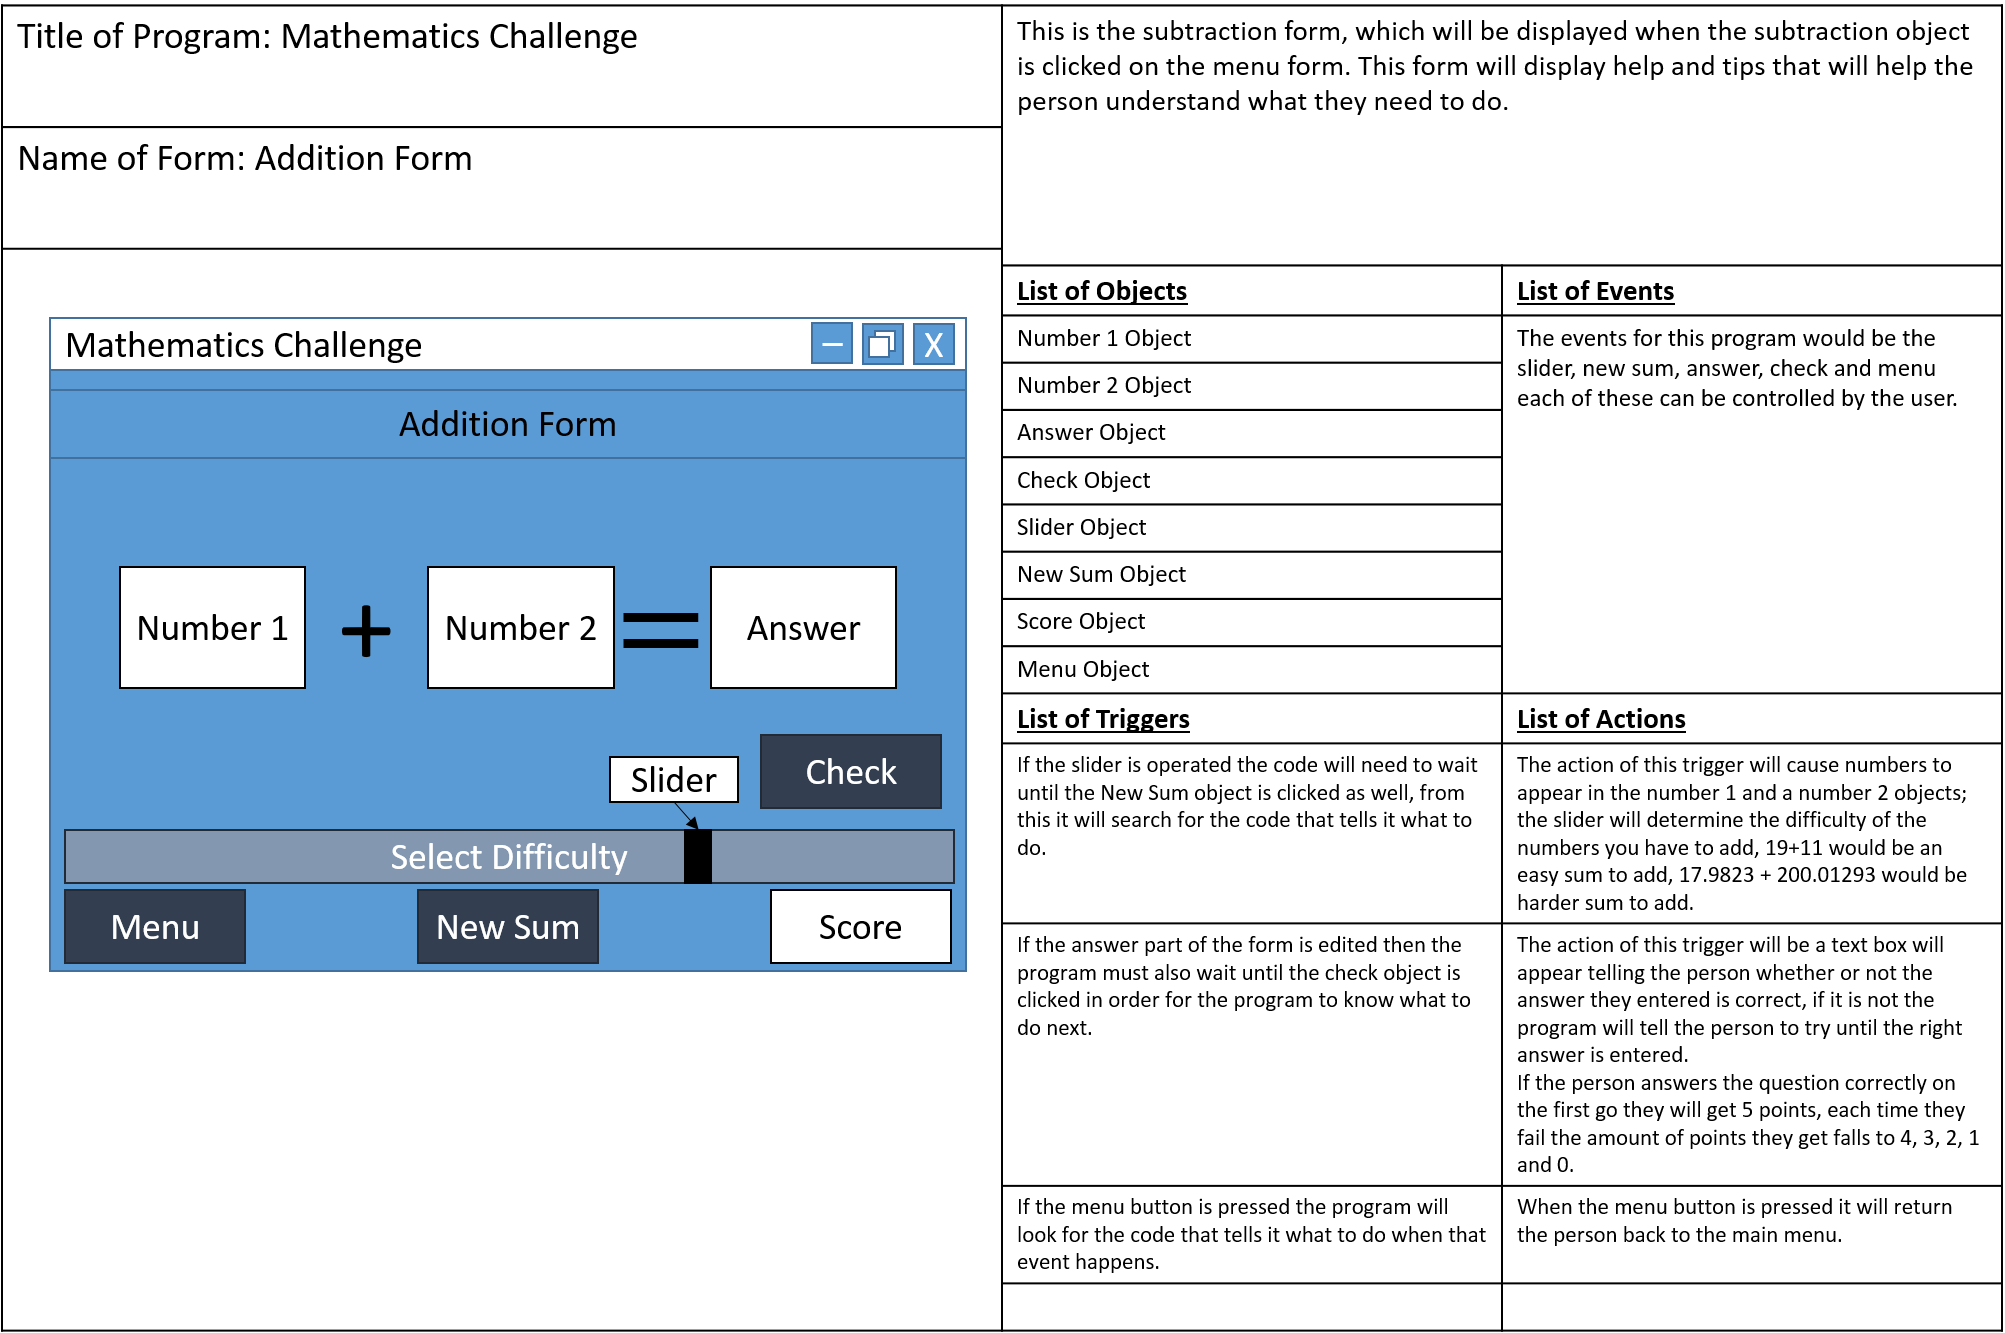 Title of Program: Mathematics Challenge
Name of Form: Addition Form
Mathematics Challenge
X
Addition Form
Number 1
+
Number 2
=
Answer
Slider
Check
Select Difficulty
Menu
New Sum
Score
This is the subtraction form, which will be displayed when the subtraction object
is clicked on the menu form. This form will display help and tips that will help the
person understand what they need to do.
List of Objects
Number 1 Object
Number 2 Object
Answer Object
Check Object
Slider Object
New Sum Object
Score Object
Menu Object
List of Events
The events for this program would be the
slider, new sum, answer, check and menu
each of these can be controlled by the user.
List of Triggers
List of Actions
If the slider is operated the code will need to wait
until the New Sum object is clicked as well, from
this it will search for the code that tells it what to
do.
The action of this trigger will cause numbers to
appear in the number 1 and a number 2 objects;
the slider will determine the difficulty of the
numbers you have to add, 19+11 would be an
easy sum to add, 17.9823 + 200.01293 would be
harder sum to add.
If the answer part of the form is edited then the
program must also wait until the check object is
clicked in order for the program to know what to
do next.
The action of this trigger will be a text box will
appear telling the person whether or not the
answer they entered is correct, if it is not the
program will tell the person to try until the right
answer is entered.
If the person answers the question correctly on
the first go they will get 5 points, each time they
fail the amount of points they get falls to 4, 3, 2, 1
and 0.
If the menu button is pressed the program will
look for the code that tells it what to do when that
event happens.
When the menu button is pressed it will return
the person back to the main menu.